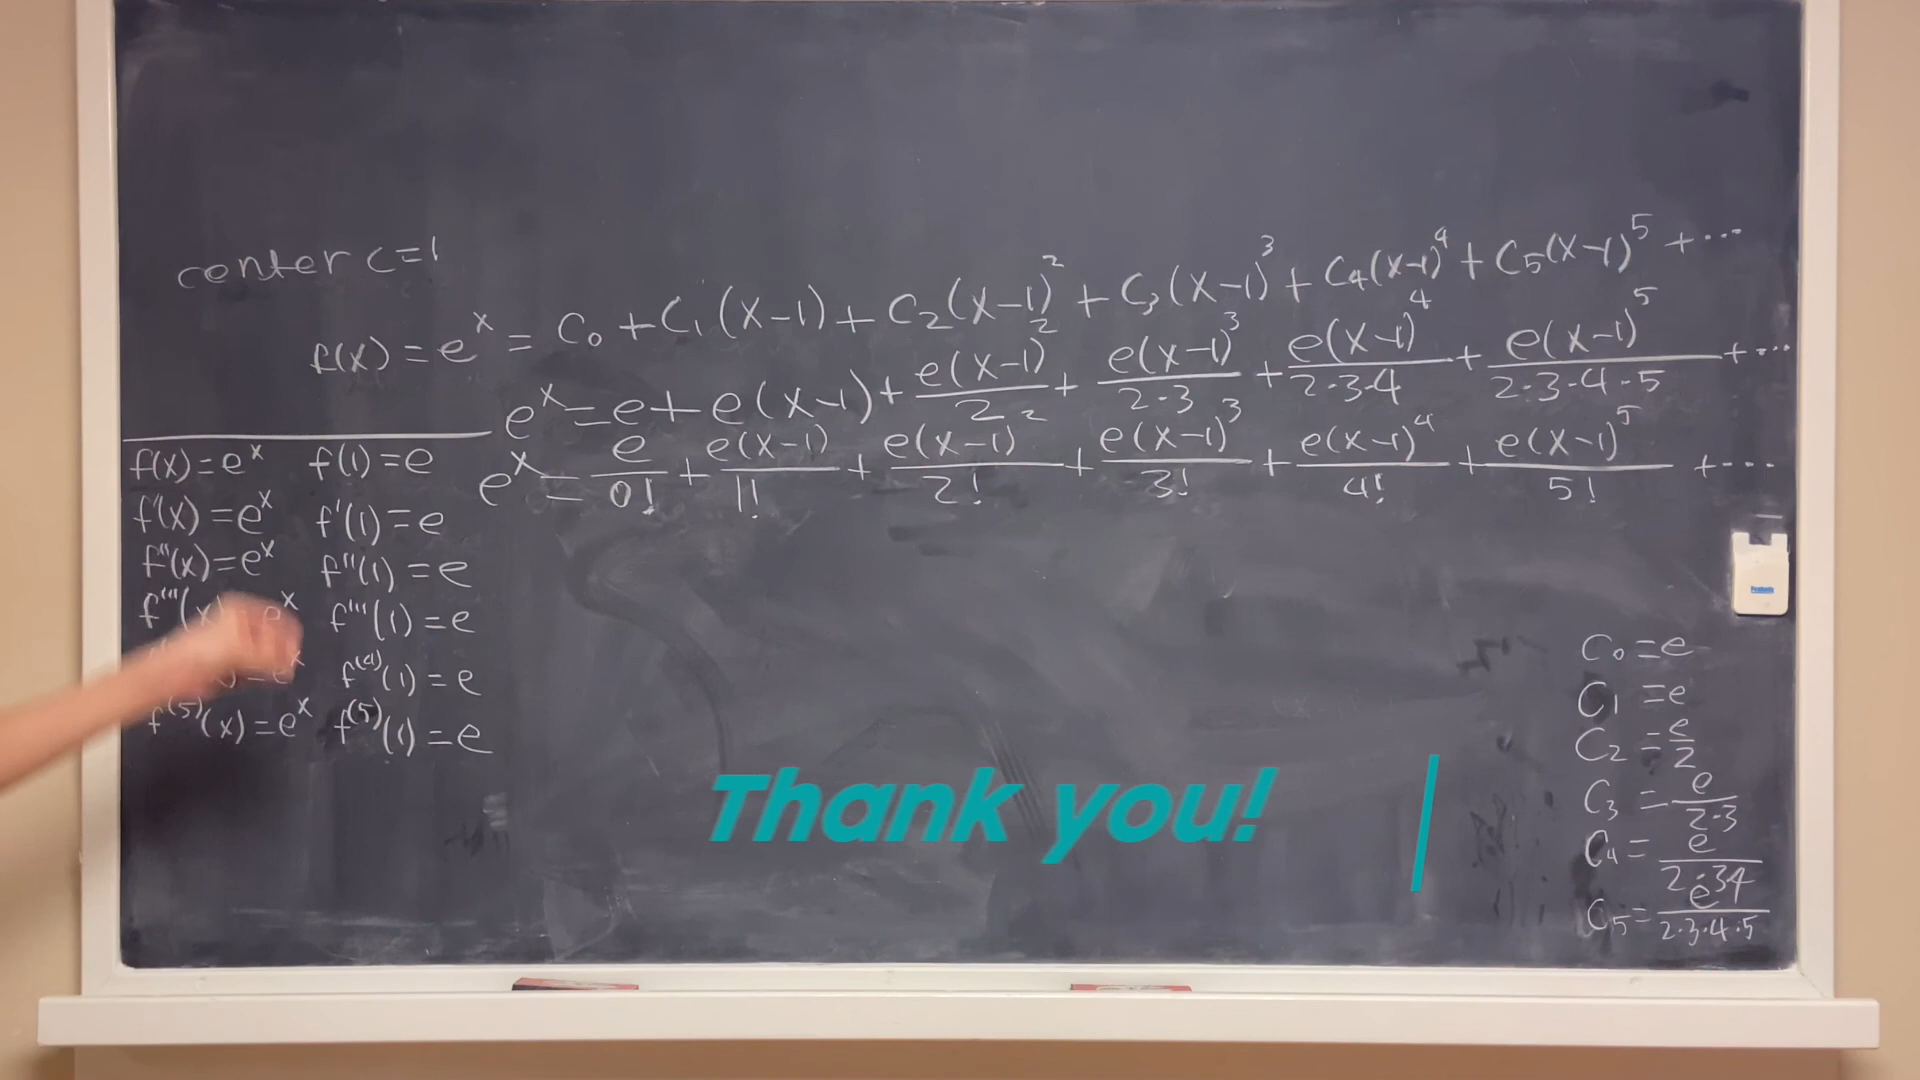 center c=1
f(x) = e^x = C₀ + C₁(x-1) + C₂(x-1)² + C₃(x-1)³ + C₄(x-1)⁴ + C₅(x-1)⁵ + ...
e^x = e + e(x-1) + e(x-1)²/2 + e(x-1)³/2·3 + e(x-1)⁴/2·3·4 + e(x-1)⁵/2·3·4·5 + ...
e^x = e/0! + e(x-1)/1! + e(x-1)²/2! + e(x-1)³/3! + e(x-1)⁴/4! + e(x-1)⁵/5! + ...
f(x) = e^x f(1) = e
f'(x) = e^x f'(1) = e
f''(x) = e^x f''(1) = e
f'''(x) e^x f'''(1) = e
= e^x f⁽⁴⁾(1) = e
f⁽⁵⁾(x) = e^x f⁽⁵⁾(1) = e
C₀ = e
C₁ = e
C₂ = e/2
C₃ = e/2·3
C₄ = e/2·34
C₅ = e/2·3·4·5
Thank you!